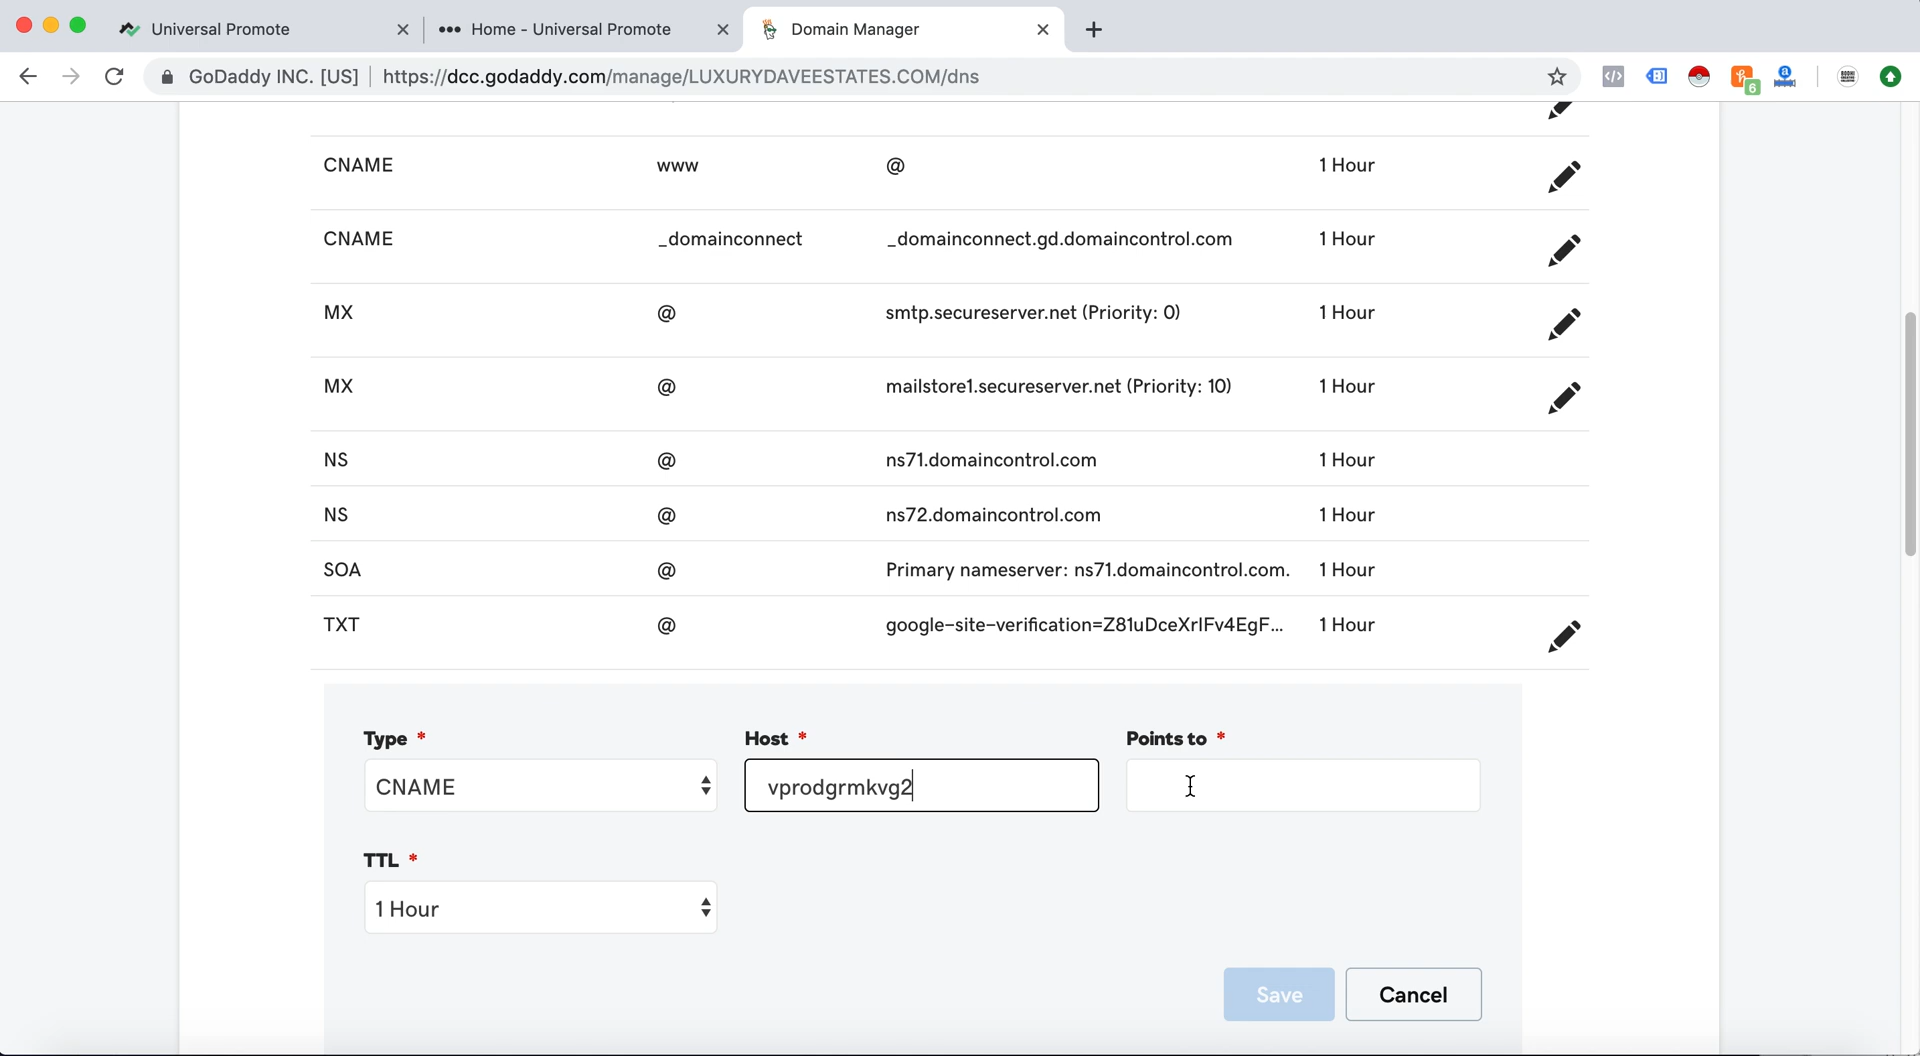 Universal Promote
Home - Universal Promote
Domain Manager
GoDaddy INC. [US] | https://dcc.godaddy.com/manage/LUXURYDAVEESTATES.COM/dns
6
CNAME www @ 1 Hour
CNAME _domainconnect _domainconnect.gd.domaincontrol.com 1 Hour
MX @ smtp.secureserver.net (Priority: 0) 1 Hour
MX @ mailstore1.secureserver.net (Priority: 10) 1 Hour
NS @ ns71.domaincontrol.com 1 Hour
NS @ ns72.domaincontrol.com 1 Hour
SOA @ Primary nameserver: ns71.domaincontrol.com. 1 Hour
TXT @ google-site-verification=Z81uDceXrIFv4EgF... 1 Hour
Type * Host * Points to *
CNAME vprodgrmkvg2
TTL *
1 Hour
Save Cancel